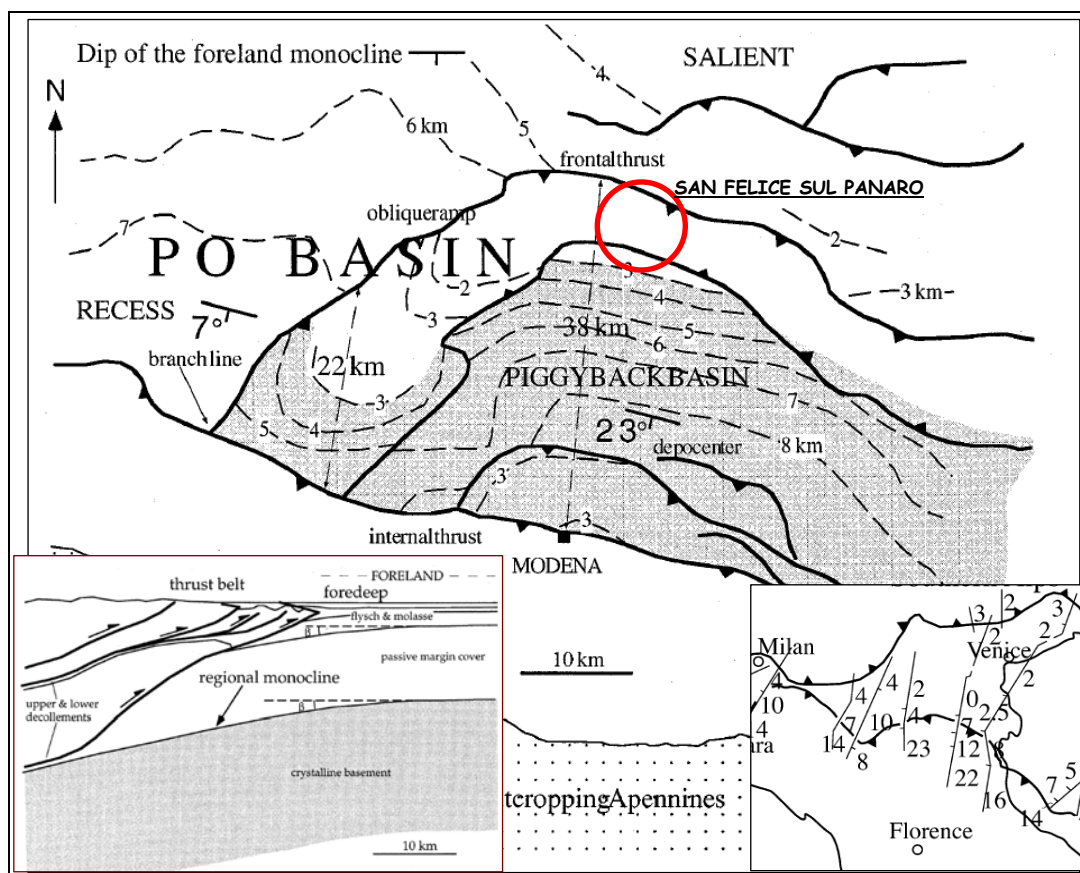 Dip of the foreland monocline
SALIENT
N
4
5
6 km
frontalthrust
SAN FELICE SUL PANARO
obliqueramp
7
PO BASIN
2
2
3
3
3 km
RECESS
7°
4
5
38 km
6
branchline
22 km
PIGGYBACKBASIN
3
7
5
4
23°
8 km
depocenter
3
3
internalthrust
MODENA
10 km
tcroppingApennines
thrust belt
FORELAND
foredeep
flysch & molasse
β
passive margin cover
regional monocline
upper & lower
decollements
β
crystalline basement
10 km
2
3
3
2
2
Milan
Venice
4
10
4
4
2
2
0
2.5
4
7
10
4
7
14
8
23
12
22
16
14
7
5
ara
Florence